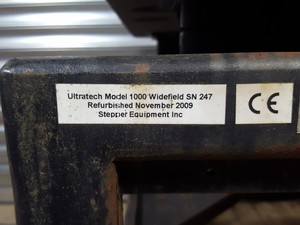 Ultratech Model 1000 Widefield SN 247
Refurbished November 2009
Stepper Equipment Inc
CE